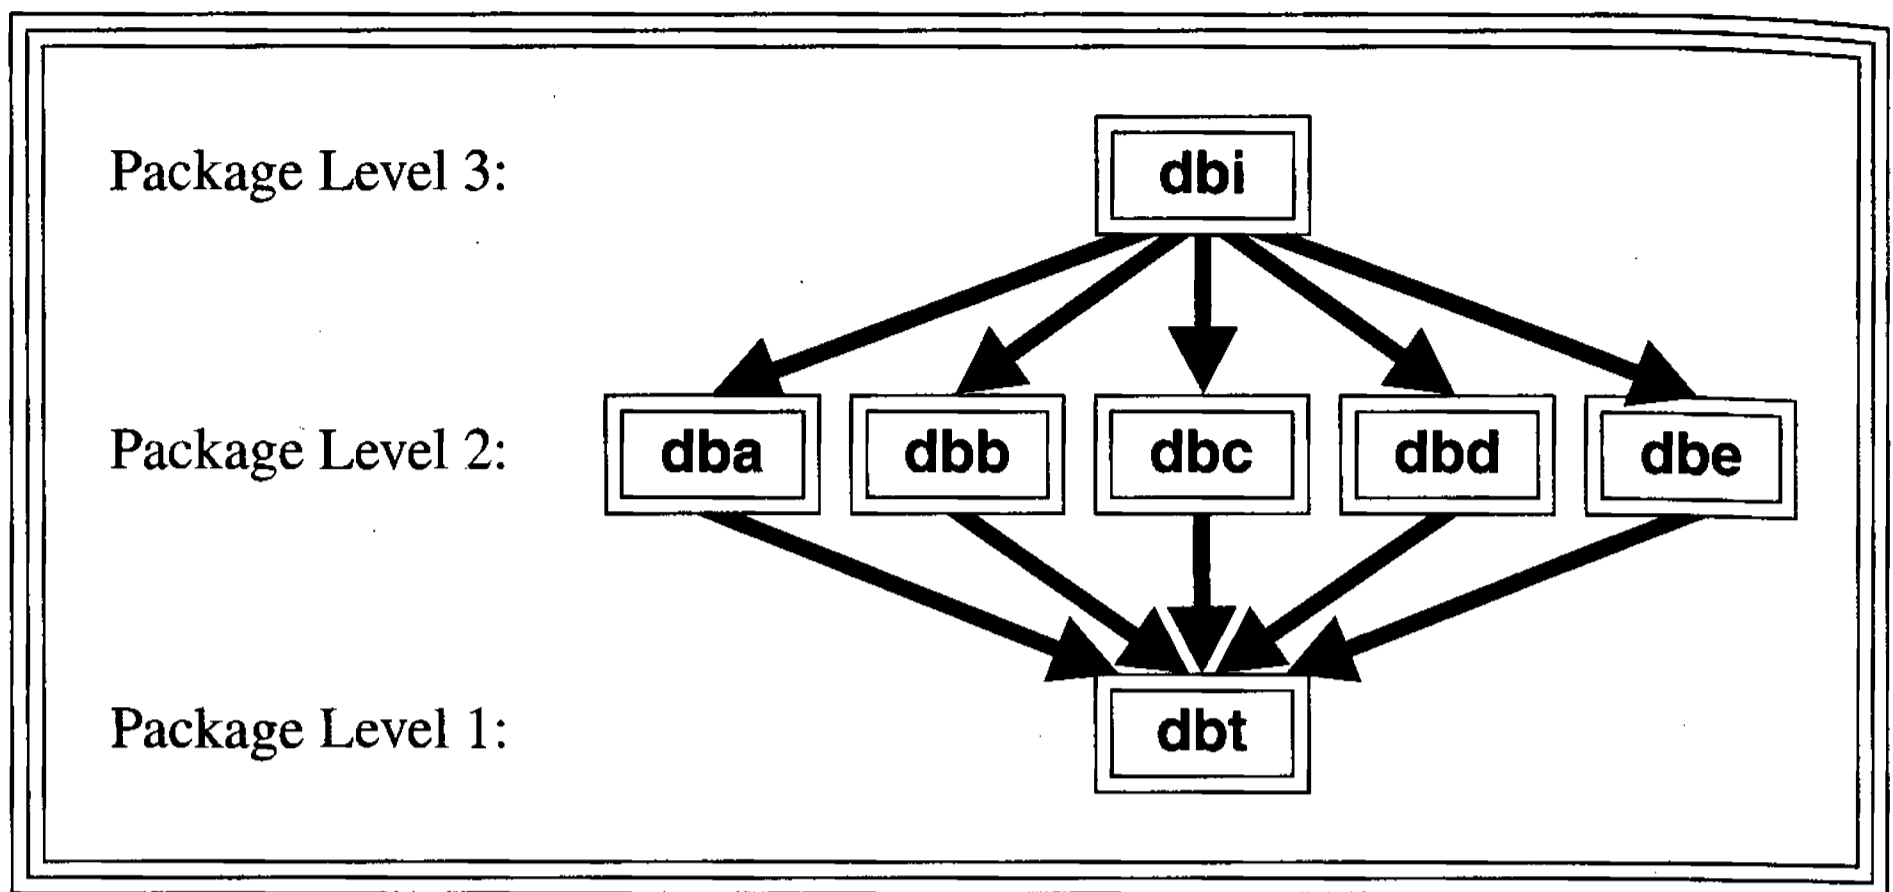 Package Level 3:
dbi
Package Level 2:
dba dbb dbc dbd dbe
Package Level 1:
dbt